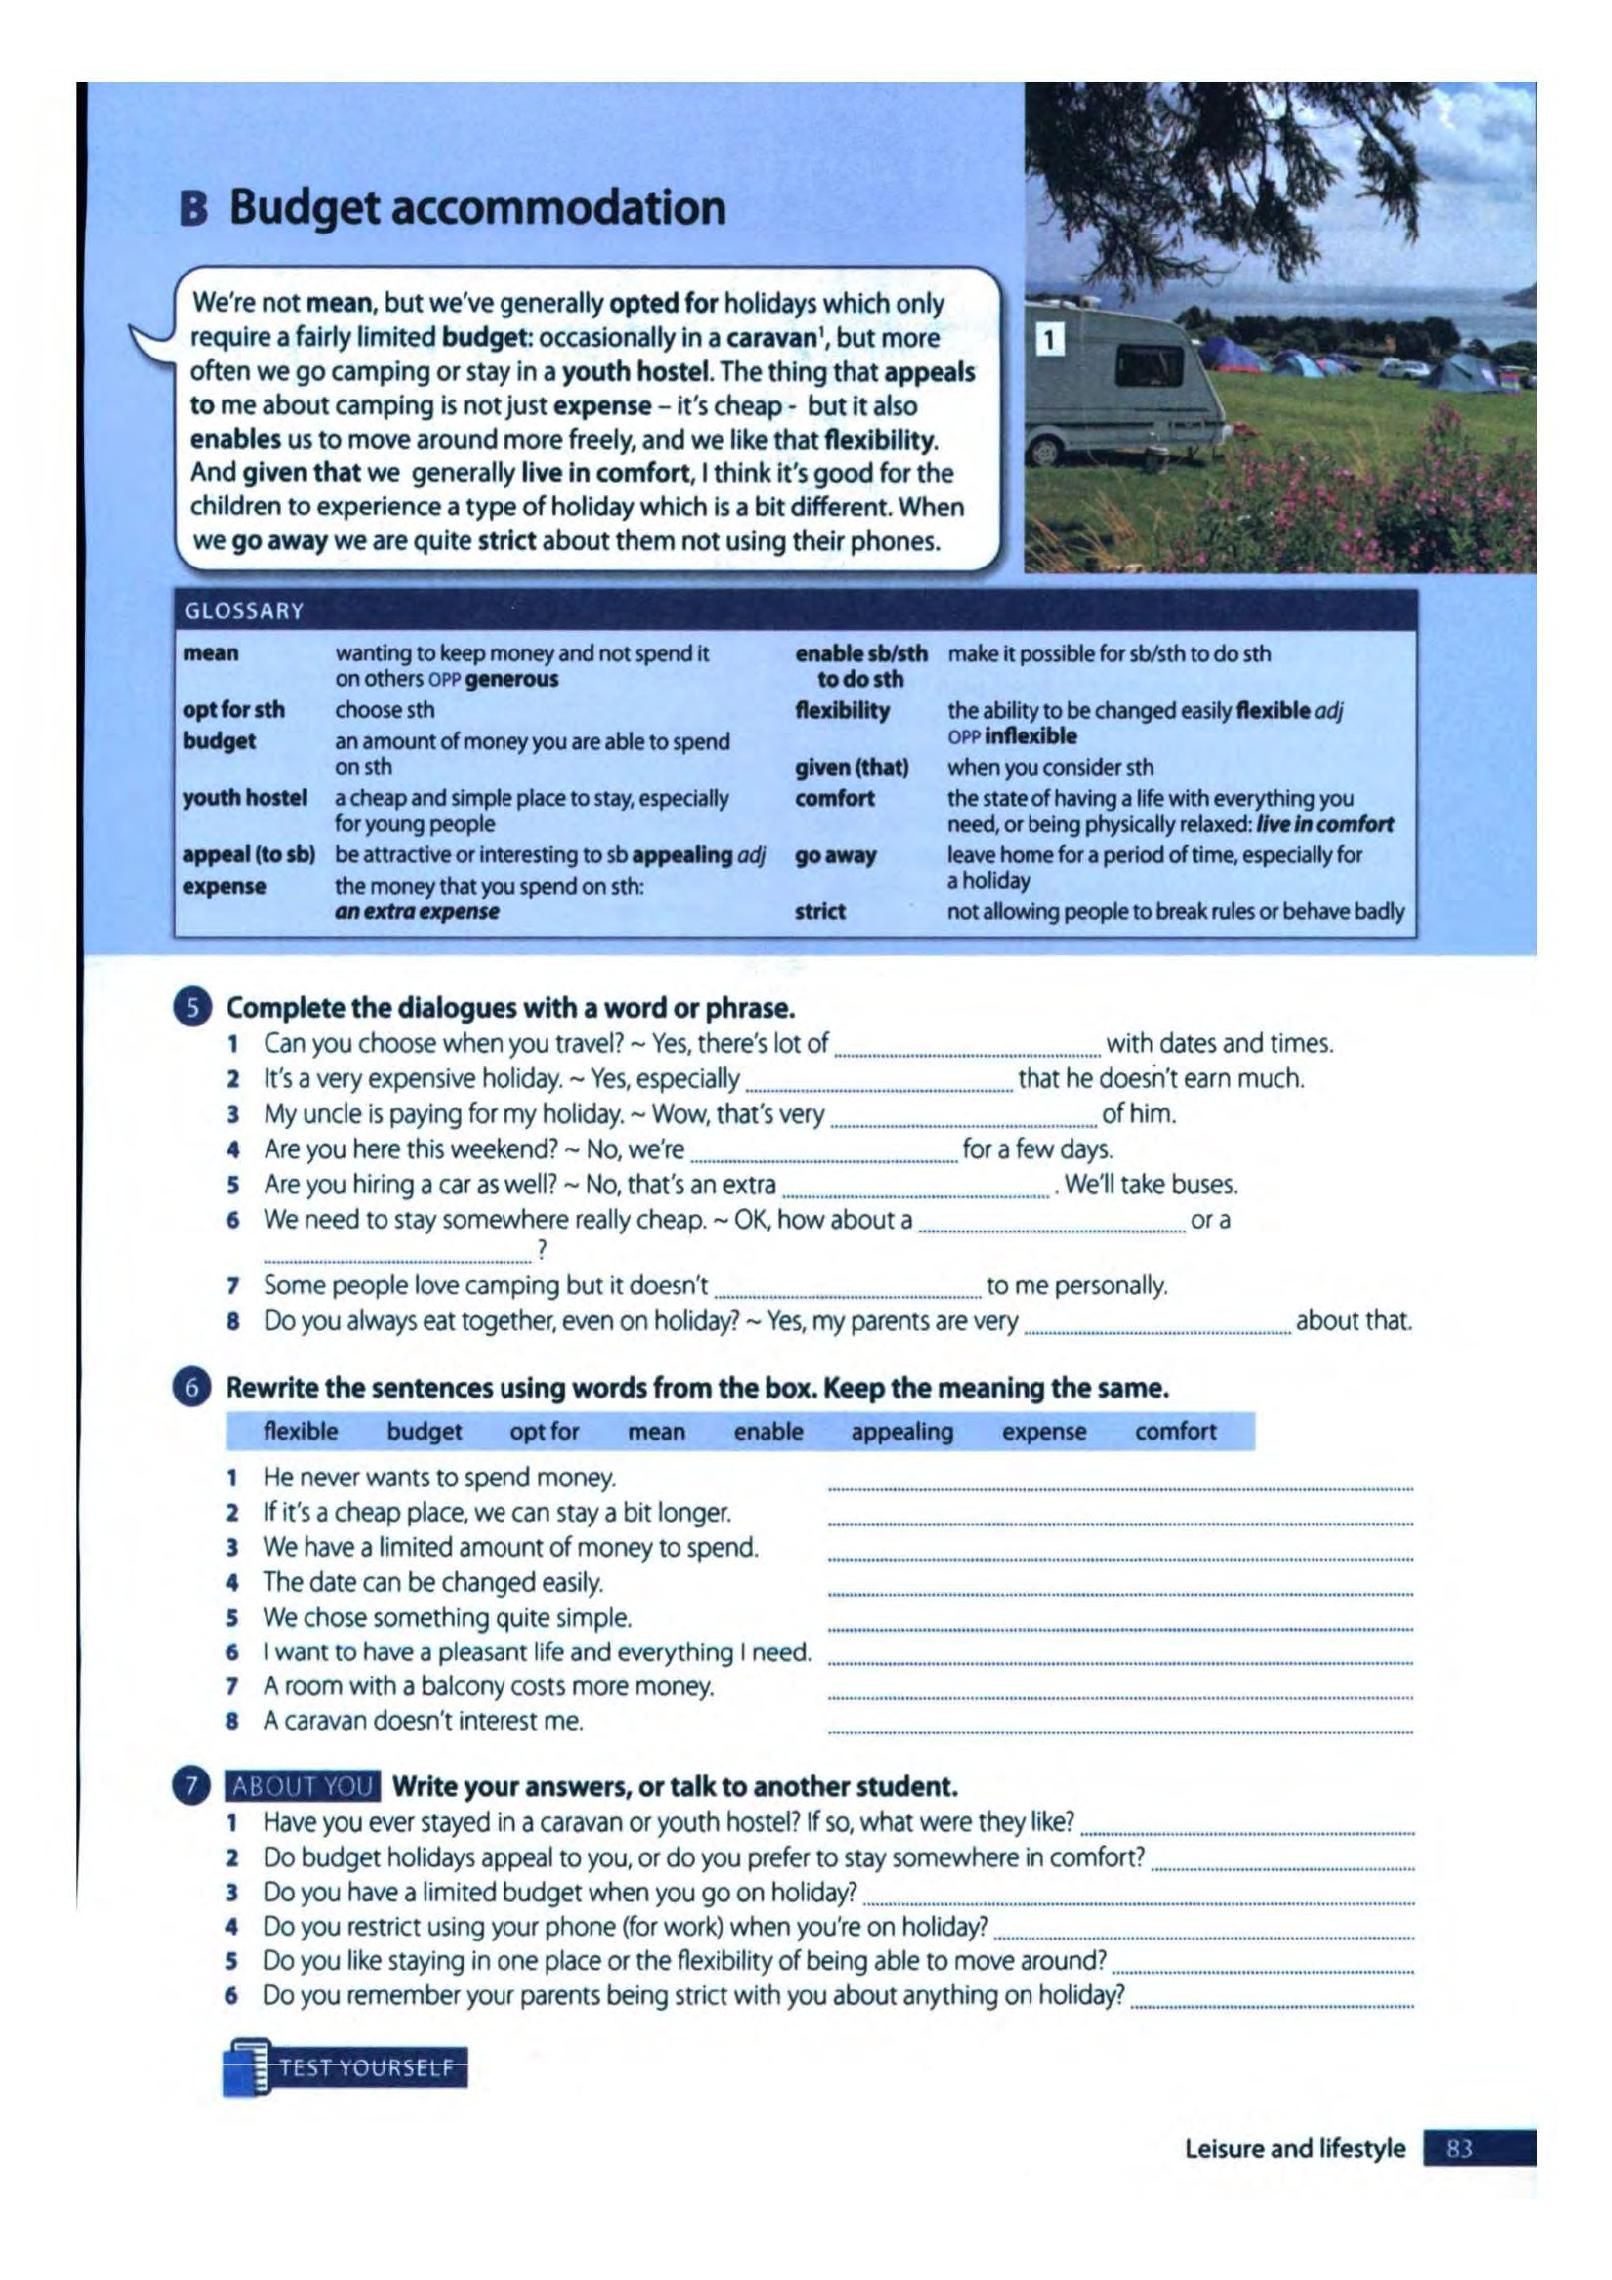 B Budget accommodation
We're not mean, but we've generally opted for holidays which only
require a fairly limited budget: occasionally in a caravan¹, but more
often we go camping or stay in a youth hostel. The thing that appeals
to me about camping is not just expense – it's cheap - but it also
enables us to move around more freely, and we like that flexibility.
And given that we generally live in comfort, I think it's good for the
children to experience a type of holiday which is a bit different. When
we go away we are quite strict about them not using their phones.
1
GLOSSARY
mean wanting to keep money and not spend it
on others OPP generous
opt for sth choose sth
budget an amount of money you are able to spend
on sth
youth hostel a cheap and simple place to stay, especially
for young people
appeal (to sb) be attractive or interesting to sb appealing adj
expense the money that you spend on sth:
an extra expense
enable sb/sth make it possible for sb/sth to do sth
to do sth
flexibility the ability to be changed easily flexible adj
OPP inflexible
given (that) when you consider sth
comfort the state of having a life with everything you
need, or being physically relaxed: live in comfort
go away leave home for a period of time, especially for
a holiday
strict not allowing people to break rules or behave badly
5 Complete the dialogues with a word or phrase.
1 Can you choose when you travel? ~ Yes, there's lot of ........ with dates and times.
2 It's a very expensive holiday. ~ Yes, especially ........ that he doesn't earn much.
3 My uncle is paying for my holiday. ~ Wow, that's very ........ of him.
4 Are you here this weekend? ~ No, we're ........ for a few days.
5 Are you hiring a car as well? ~ No, that's an extra ........ . We'll take buses.
6 We need to stay somewhere really cheap. ~ OK, how about a ........ or a
........ ?
7 Some people love camping but it doesn't ........ to me personally.
8 Do you always eat together, even on holiday? ~ Yes, my parents are very ........ about that.
6 Rewrite the sentences using words from the box. Keep the meaning the same.
flexible budget opt for mean enable appealing expense comfort
1 He never wants to spend money. ........
2 If it's a cheap place, we can stay a bit longer. ........
3 We have a limited amount of money to spend. ........
4 The date can be changed easily. ........
5 We chose something quite simple. ........
6 I want to have a pleasant life and everything I need. ........
7 A room with a balcony costs more money. ........
8 A caravan doesn't interest me. ........
7 ABOUT YOU Write your answers, or talk to another student.
1 Have you ever stayed in a caravan or youth hostel? If so, what were they like? ........
2 Do budget holidays appeal to you, or do you prefer to stay somewhere in comfort? ........
3 Do you have a limited budget when you go on holiday? ........
4 Do you restrict using your phone (for work) when you're on holiday? ........
5 Do you like staying in one place or the flexibility of being able to move around? ........
6 Do you remember your parents being strict with you about anything on holiday? ........
TEST YOURSELF
Leisure and lifestyle 83